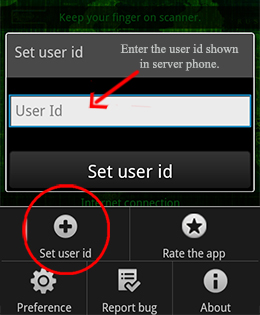 Keep your finger on scanner.
Set user id
Enter the user id shown
in server phone.
User Id
Set user id
Internet connection
Set user id
Rate the app
Preference
Report bug
About